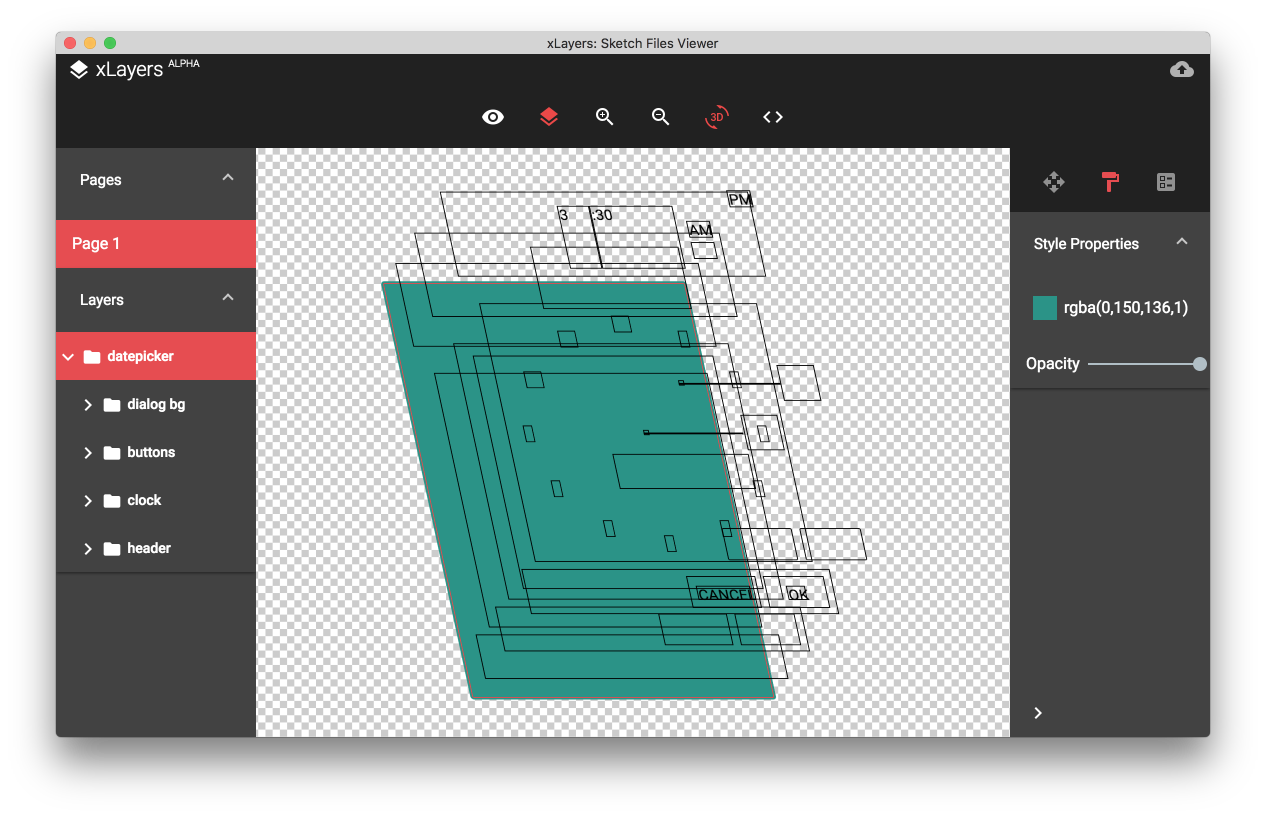 xLayers: Sketch Files Viewer
xLayers ALPHA
3D
Pages
Page 1
Layers
datepicker
dialog bg
buttons
clock
header
PM
3 :30
AM
CANCEL OK
Style Properties
rgba(0,150,136,1)
Opacity